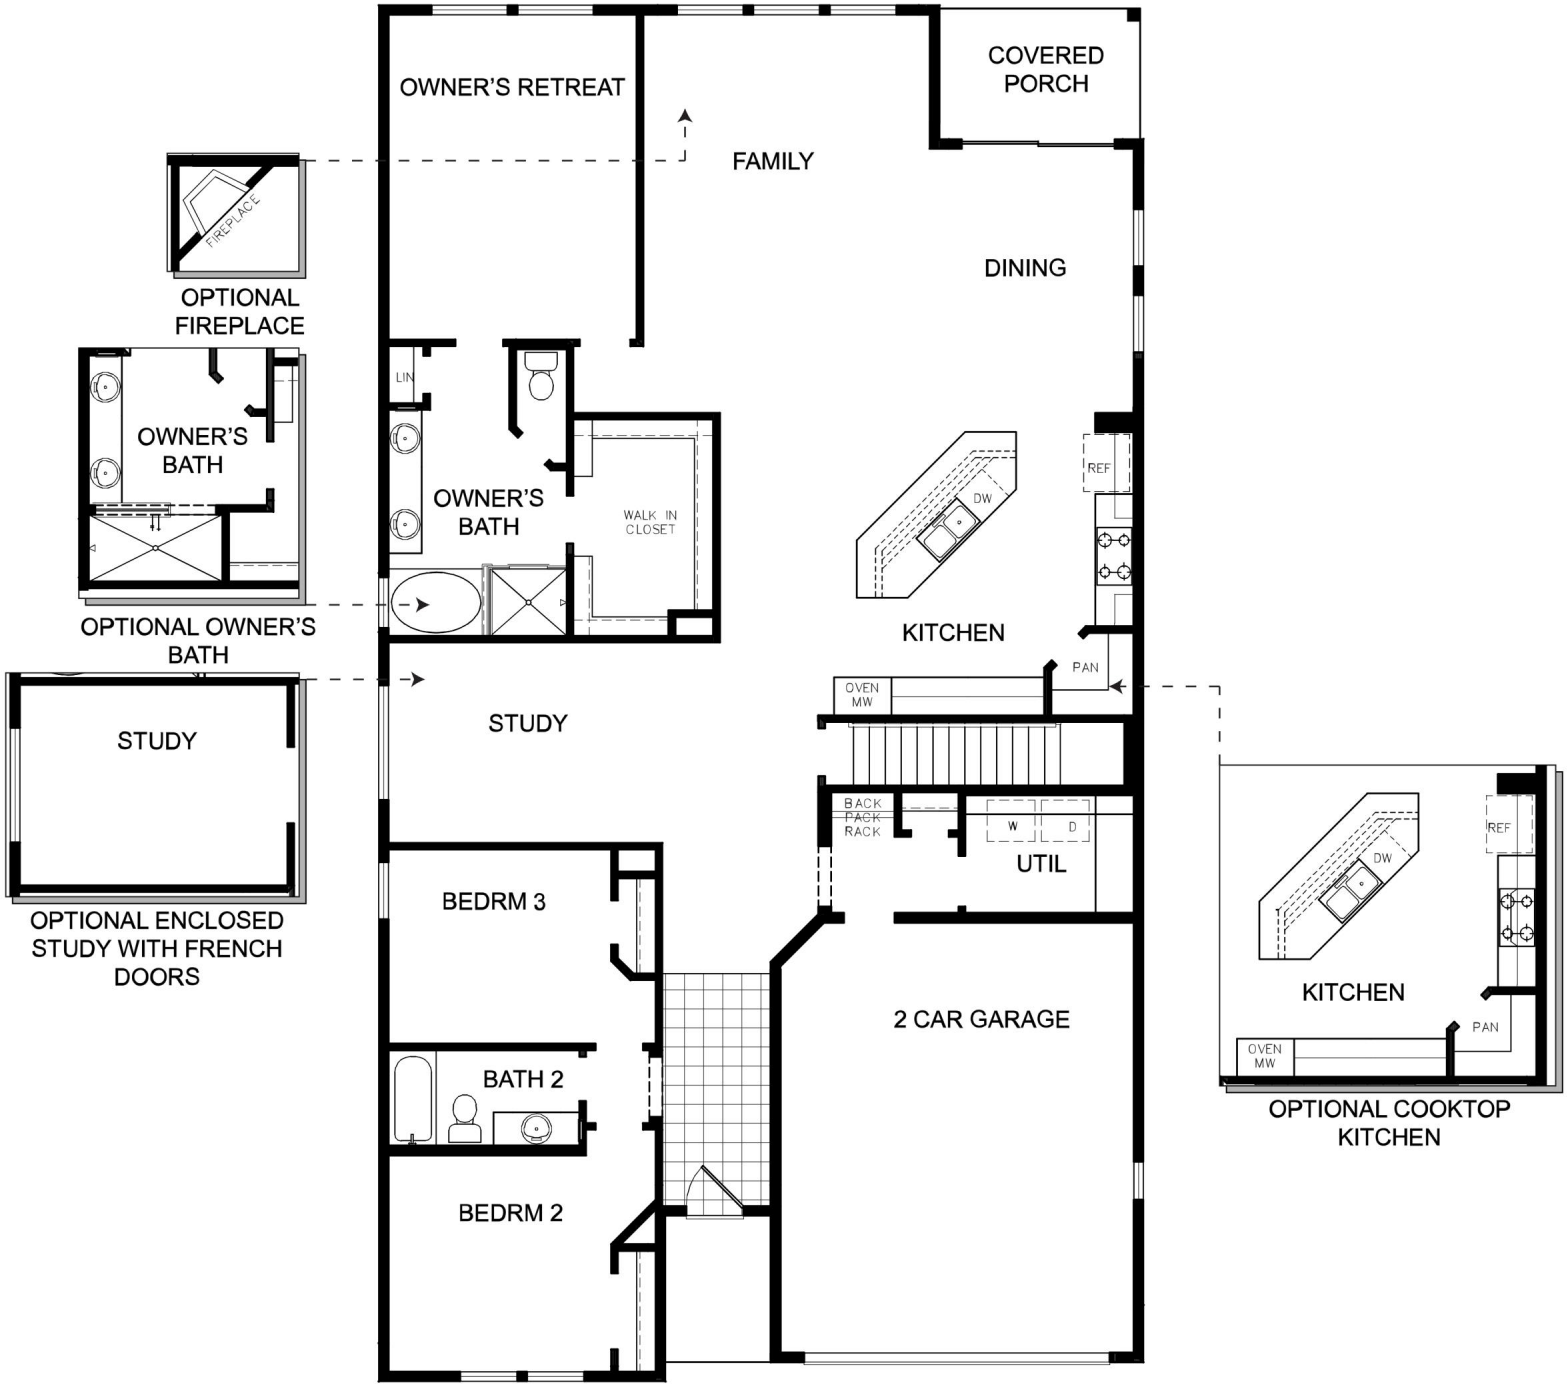 OWNER'S RETREAT
COVERED
PORCH
FAMILY
DINING
FIREPLACE
OPTIONAL
FIREPLACE
LIN
OWNER'S
BATH
WALK IN
CLOSET
REF
DW
KITCHEN
PAN
OVEN
MW
OWNER'S
BATH
OPTIONAL OWNER'S
BATH
STUDY
STUDY
OPTIONAL ENCLOSED
STUDY WITH FRENCH
DOORS
BACK
PACK
RACK
W
D
UTIL
BEDRM 3
2 CAR GARAGE
BATH 2
BEDRM 2
REF
DW
KITCHEN
PAN
OVEN
MW
OPTIONAL COOKTOP
KITCHEN